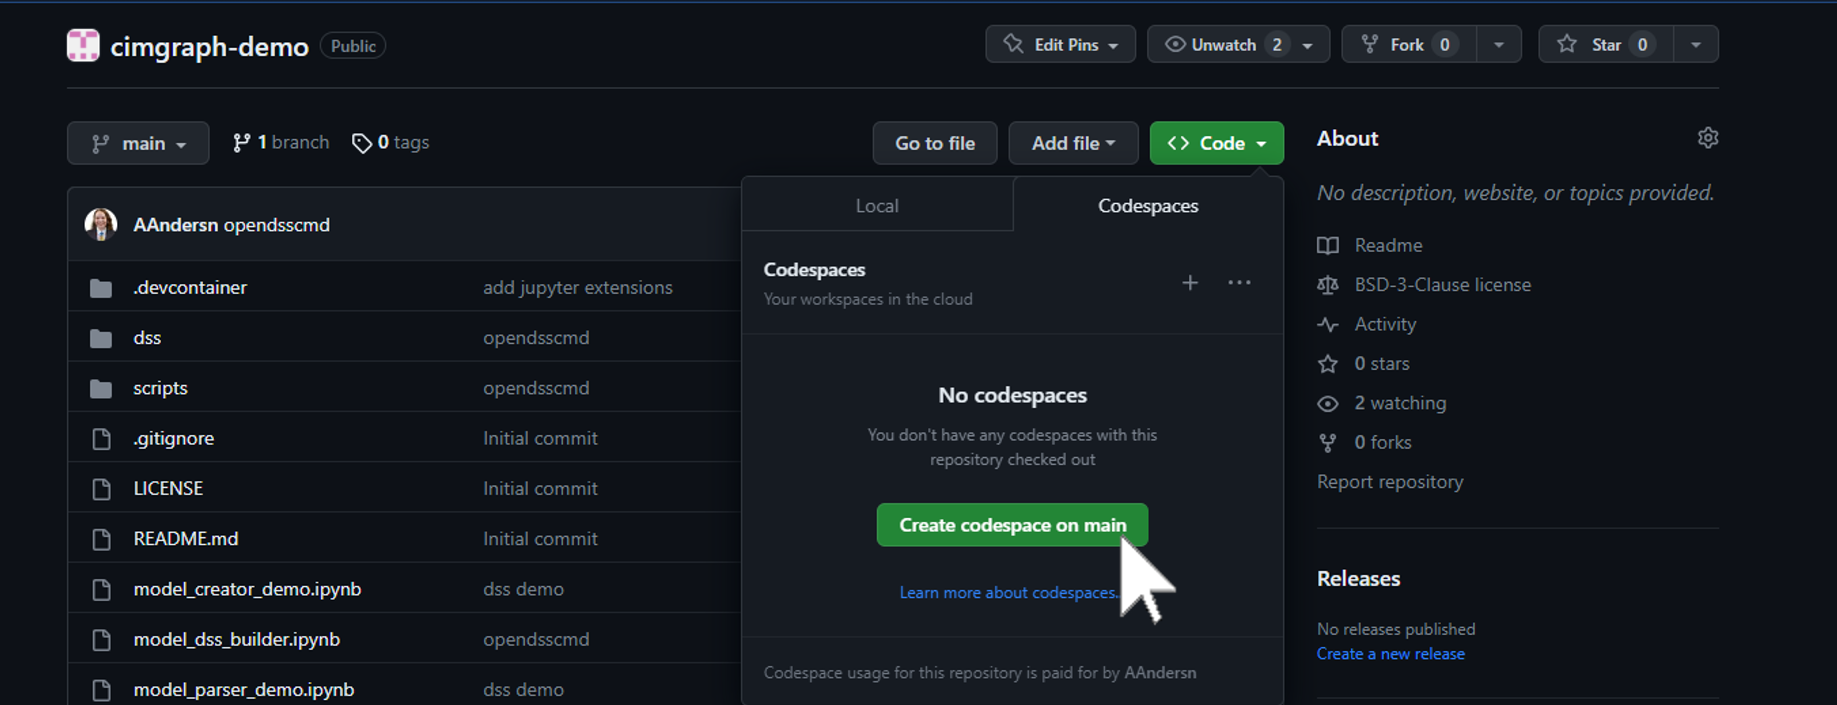 cimgraph-demo Public
Edit Pins
Unwatch 2
Fork 0
Star 0
main
1 branch
0 tags
Go to file
Add file
<> Code
AAndersn opendsscmd
.devcontainer add jupyter extensions
dss opendsscmd
scripts opendsscmd
.gitignore Initial commit
LICENSE Initial commit
README.md Initial commit
model_creator_demo.ipynb dss demo
model_dss_builder.ipynb opendsscmd
model_parser_demo.ipynb dss demo
Local
Codespaces
Codespaces
Your workspaces in the cloud
No codespaces
You don't have any codespaces with this
repository checked out
Create codespace on main
Learn more about codespaces.
Codespace usage for this repository is paid for by AAndersn
About
No description, website, or topics provided.
Readme
BSD-3-Clause license
Activity
0 stars
2 watching
0 forks
Report repository
Releases
No releases published
Create a new release